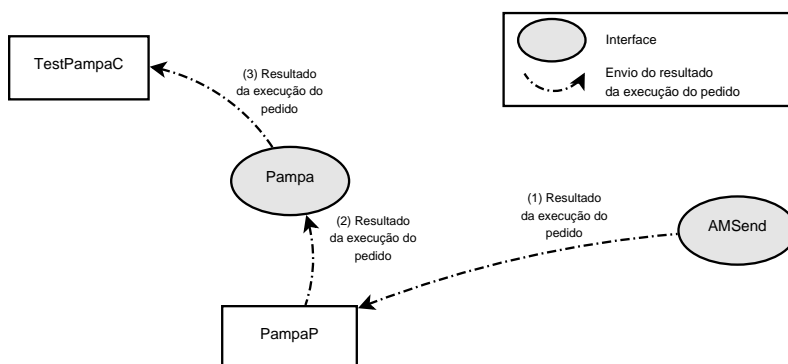 TestPampaC
(3) Resultado
da execução do
pedido
Pampa
(2) Resultado
da execução do
pedido
PampaP
(1) Resultado
da execução do
pedido
AMSend
Interface
Envio do resultado
da execução do pedido